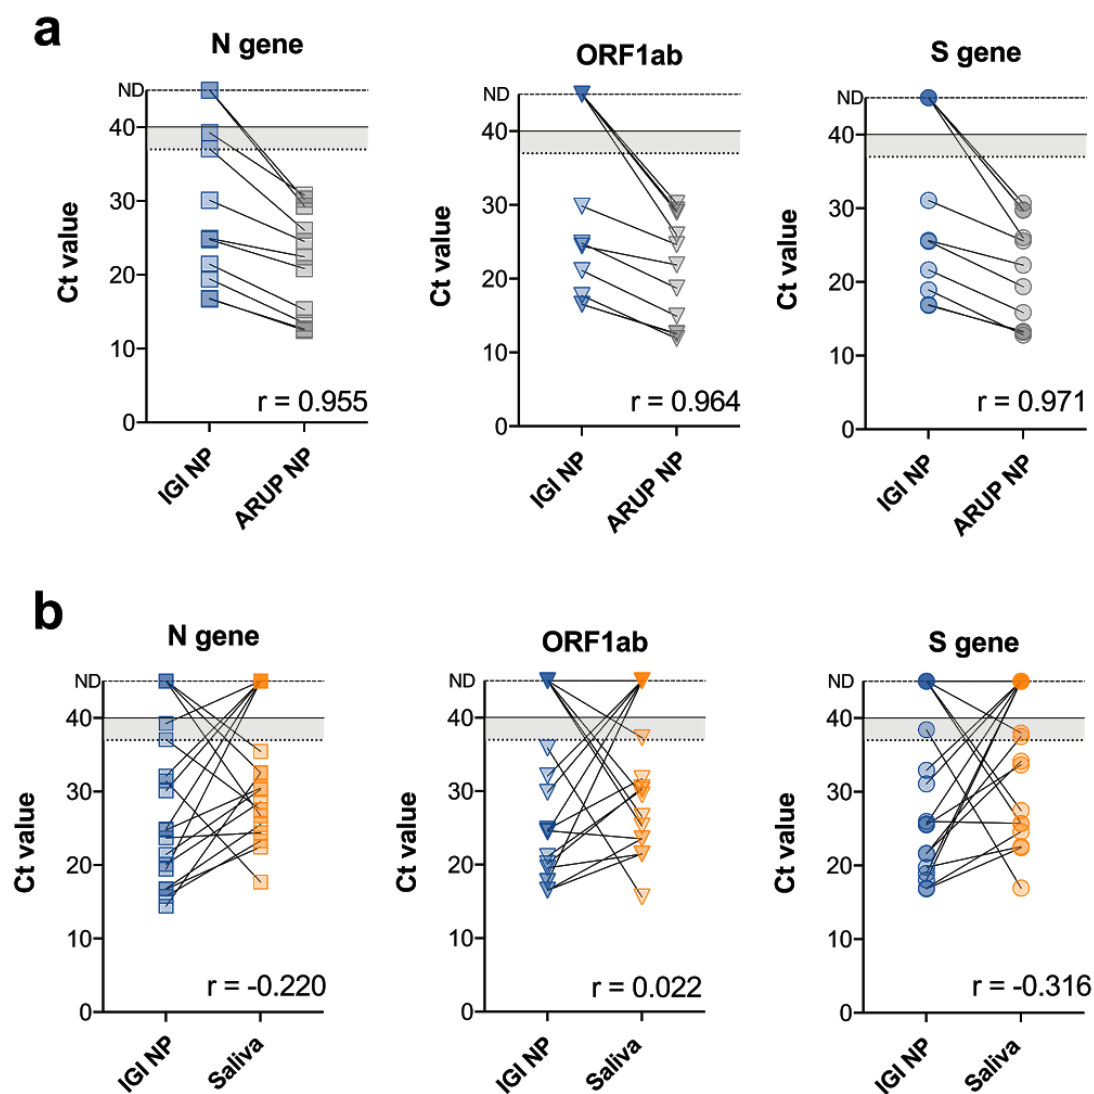 a
N gene
ORF1ab
S gene
ND
40
30
20
10
0
Ct value
r = 0.955
IGI NP
ARUP NP
ND
40
30
20
10
0
Ct value
r = 0.964
IGI NP
ARUP NP
ND
40
30
20
10
0
Ct value
r = 0.971
IGI NP
ARUP NP
b
N gene
ORF1ab
S gene
ND
40
30
20
10
0
Ct value
r = -0.220
IGI NP
Saliva
ND
40
30
20
10
0
Ct value
r = 0.022
IGI NP
Saliva
ND
40
30
20
10
0
Ct value
r = -0.316
IGI NP
Saliva